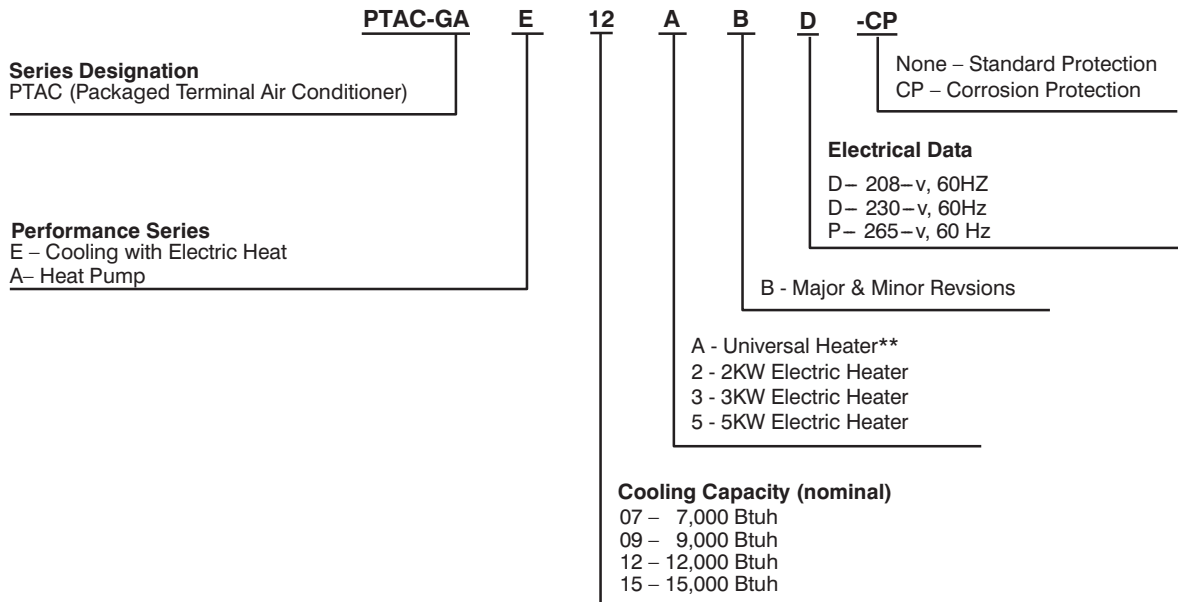 PTAC-GA E 12 A B D -CP
Series Designation
PTAC (Packaged Terminal Air Conditioner)
None – Standard Protection
CP – Corrosion Protection
Electrical Data
D– 208–v, 60HZ
D– 230–v, 60Hz
P– 265–v, 60 Hz
Performance Series
E – Cooling with Electric Heat
A– Heat Pump
B - Major & Minor Revsions
A - Universal Heater**
2 - 2KW Electric Heater
3 - 3KW Electric Heater
5 - 5KW Electric Heater
Cooling Capacity (nominal)
07 – 7,000 Btuh
09 – 9,000 Btuh
12 – 12,000 Btuh
15 – 15,000 Btuh